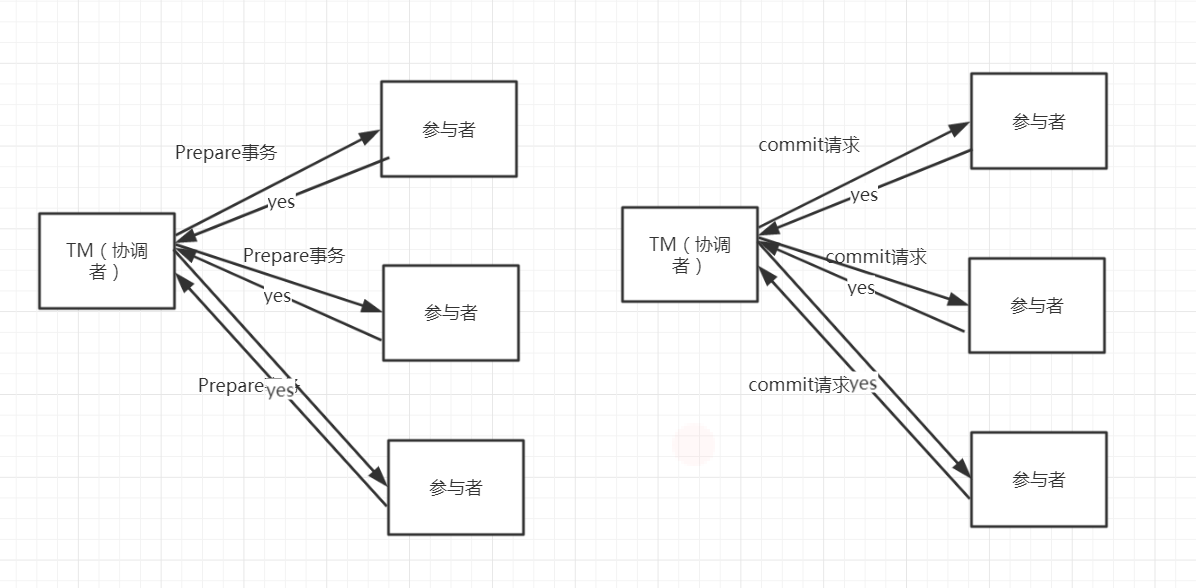 Prepare事务
参与者
yes
TM（协调
者）
Prepare事务
yes
参与者
Prepare
yes
参与者
commit请求
参与者
yes
TM（协调
者）
commit请求
yes
参与者
commit请求
yes
参与者